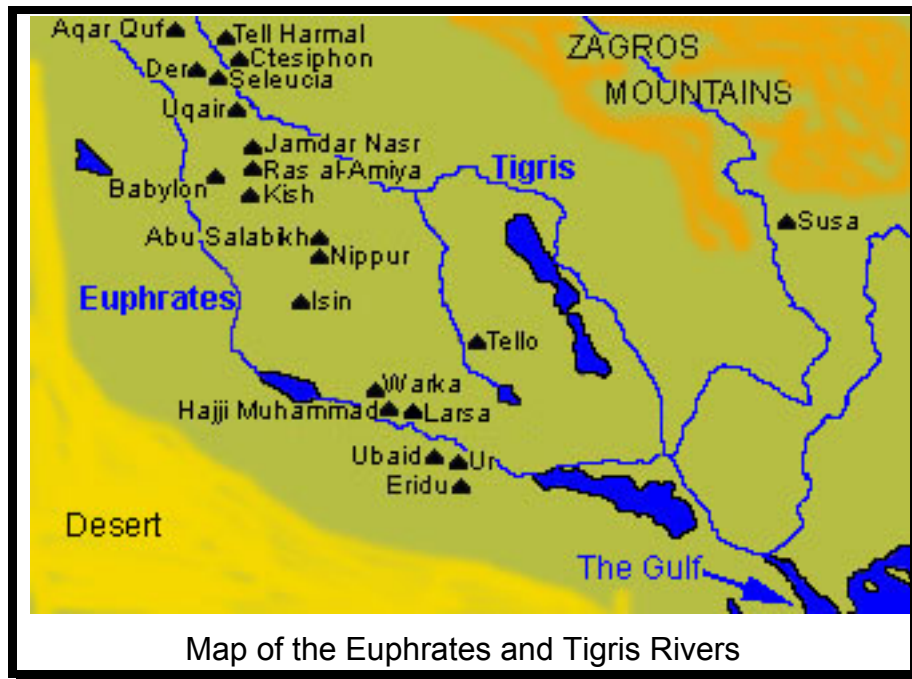 Aqar Quf
Tell Harmal
Ctesiphon
Der
Seleucia
Uqair
ZAGROS
MOUNTAINS
Jamdar Nasr
Ras al-Amiya
Tigris
Babylon
Kish
Susa
Abu Salabikh
Nippur
Euphrates
Isin
Tello
Warka
Hajji Muhammad
Larsa
Ubaid
Ur
Eridu
Desert
The Gulf
Map of the Euphrates and Tigris Rivers